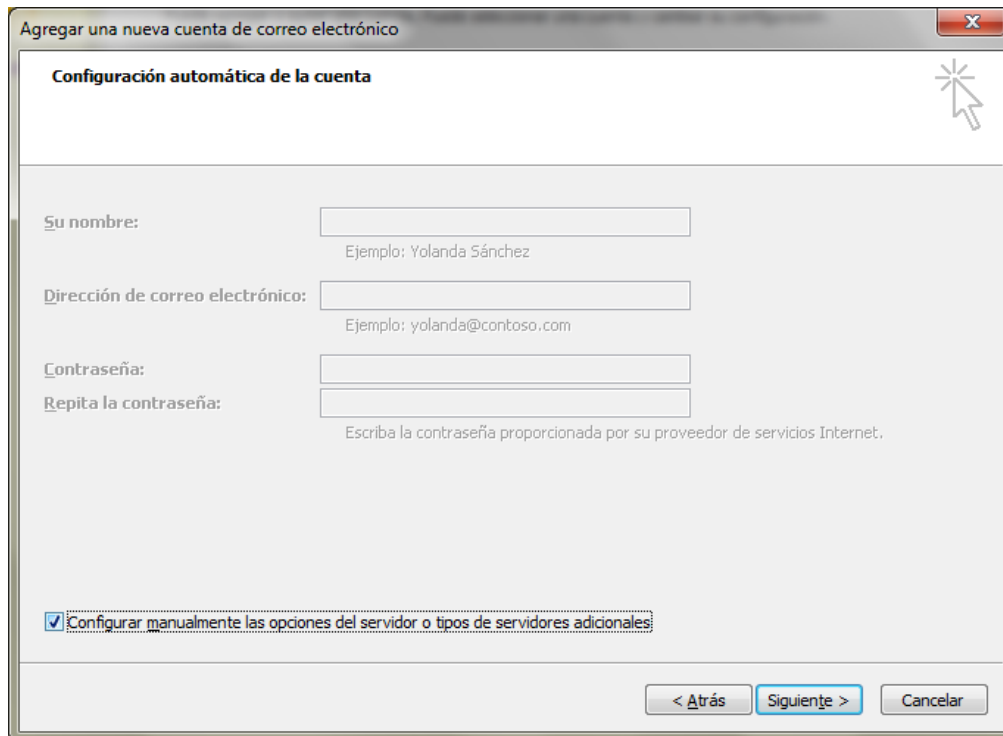 Agregar una nueva cuenta de correo electrónico
Configuración automática de la cuenta
Su nombre:
Ejemplo: Yolanda Sánchez
Dirección de correo electrónico:
Ejemplo: yolanda@contoso.com
Contraseña:
Repita la contraseña:
Escriba la contraseña proporcionada por su proveedor de servicios Internet.
Configurar manualmente las opciones del servidor o tipos de servidores adicionales
< Atrás Siguiente > Cancelar